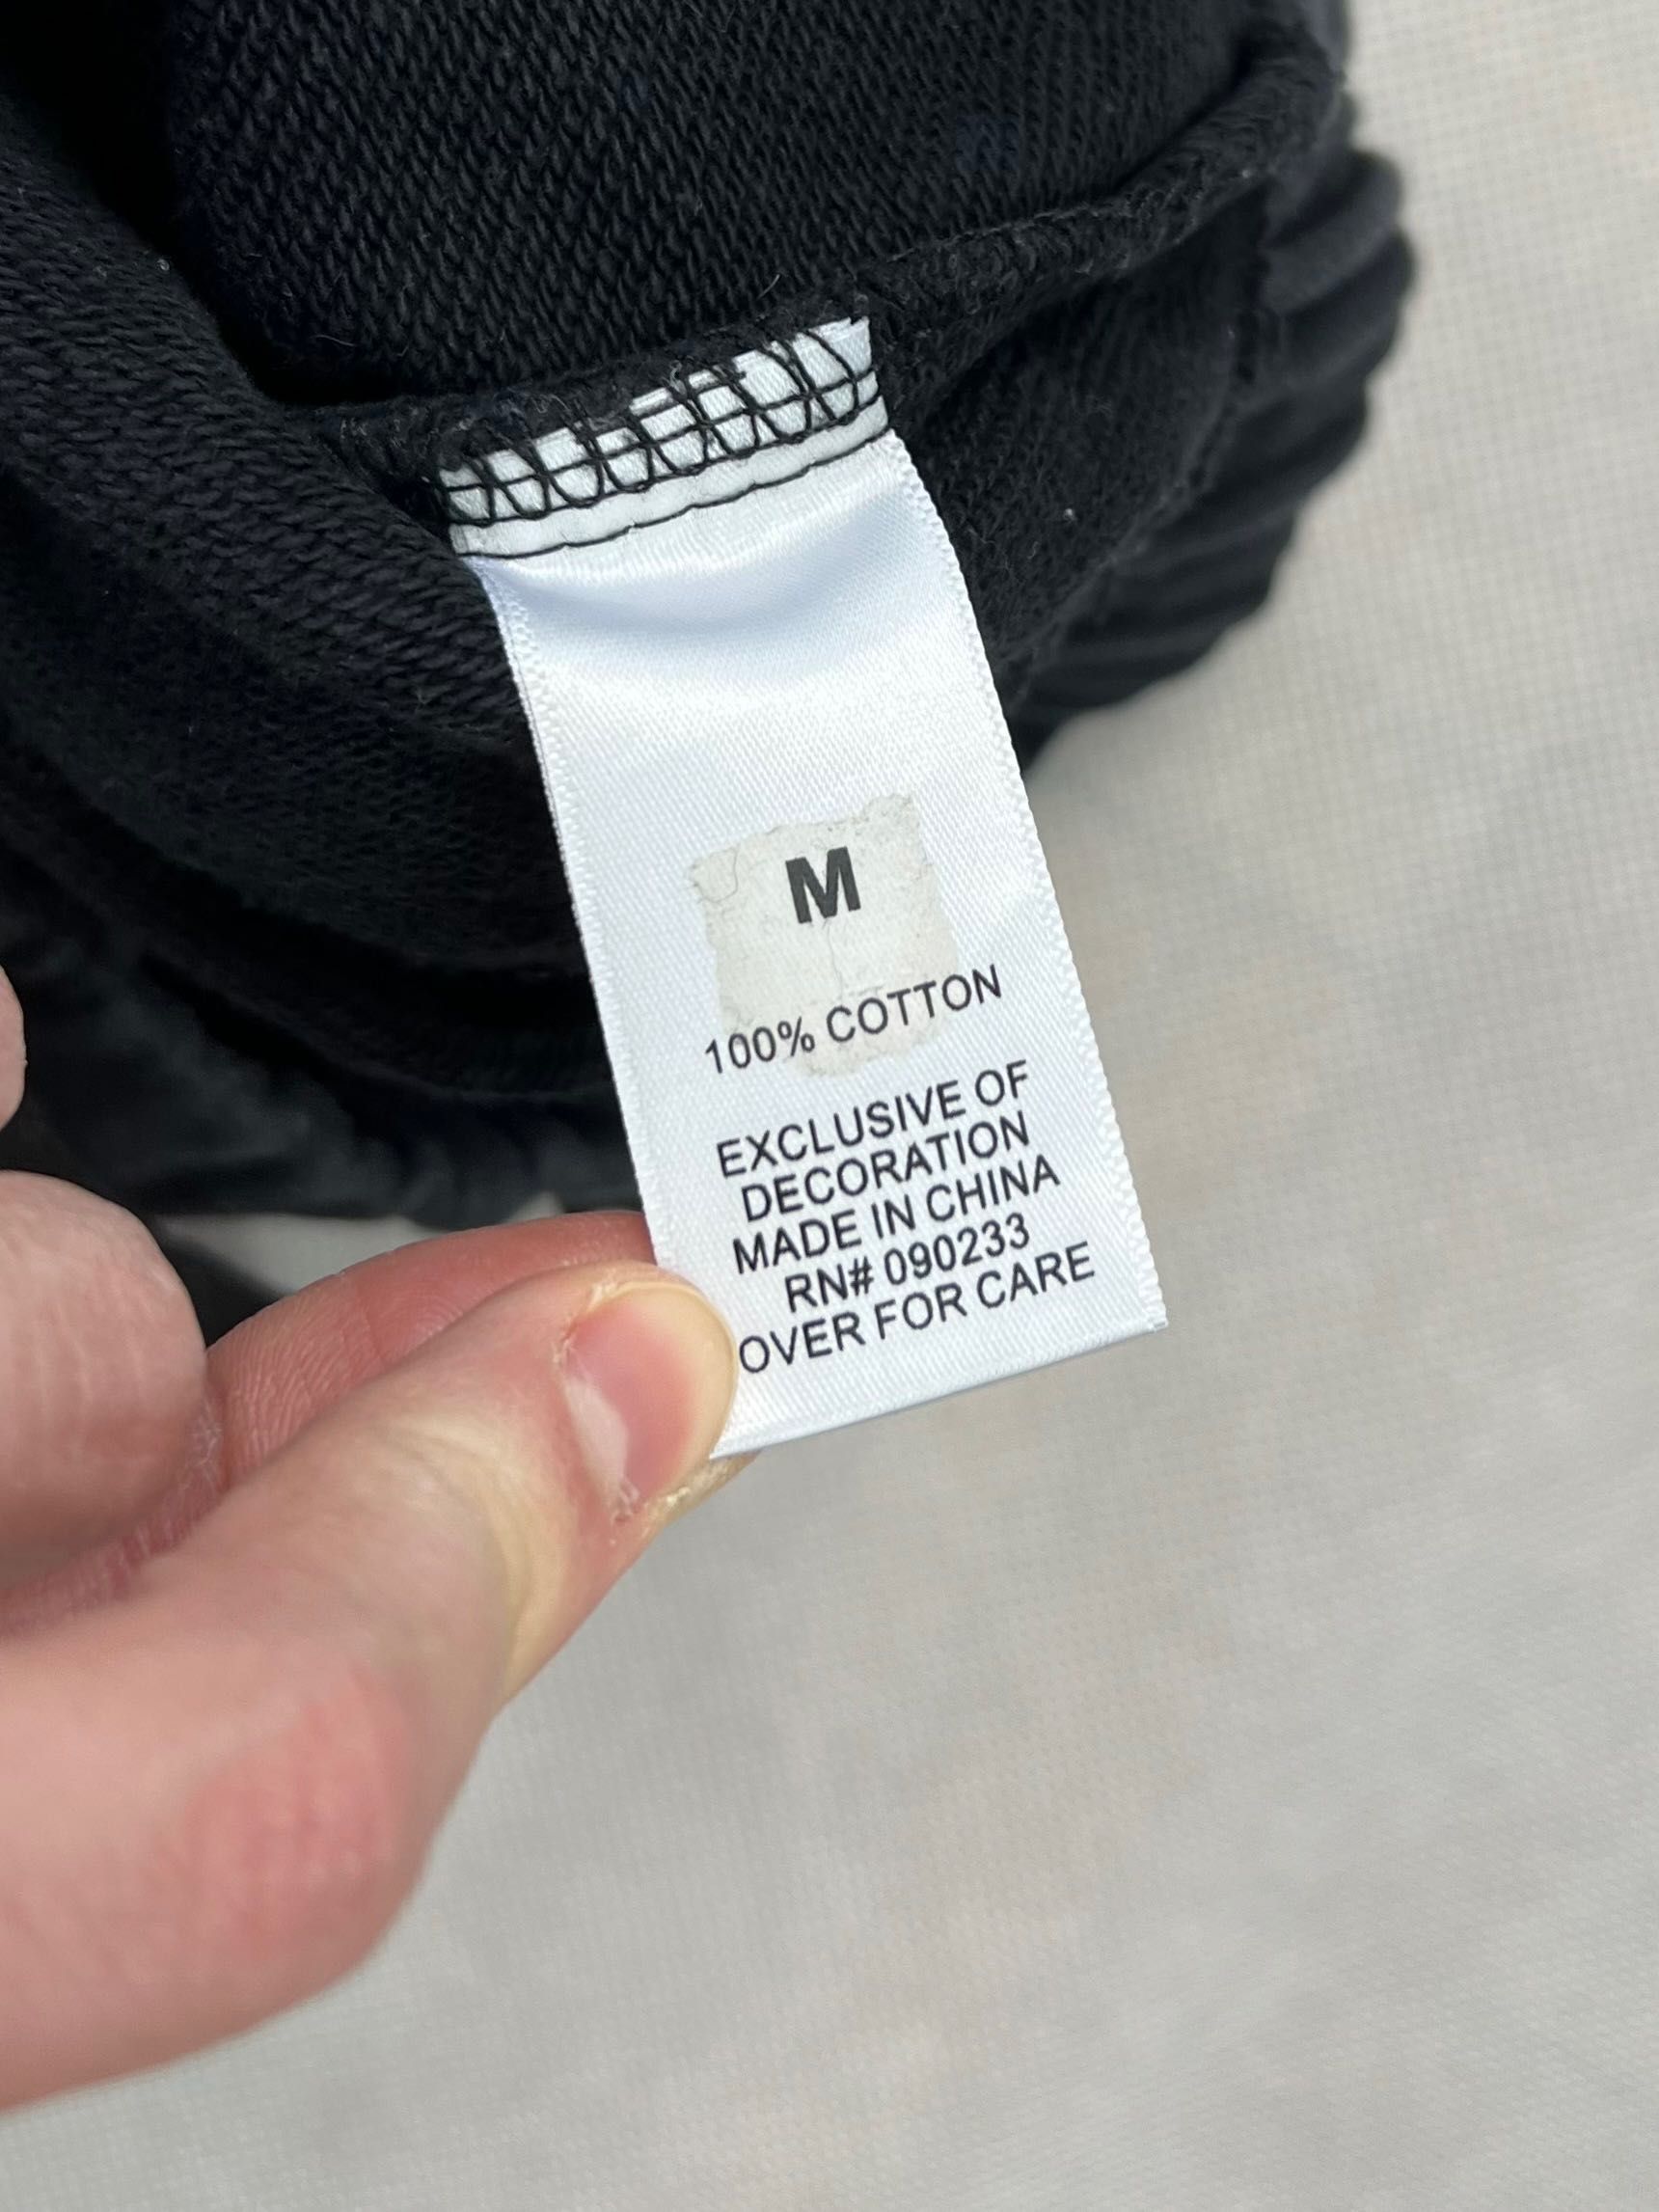 M
100% COTTON
EXCLUSIVE OF
DECORATION
MADE IN CHINA
RN# 090233
OVER FOR CARE